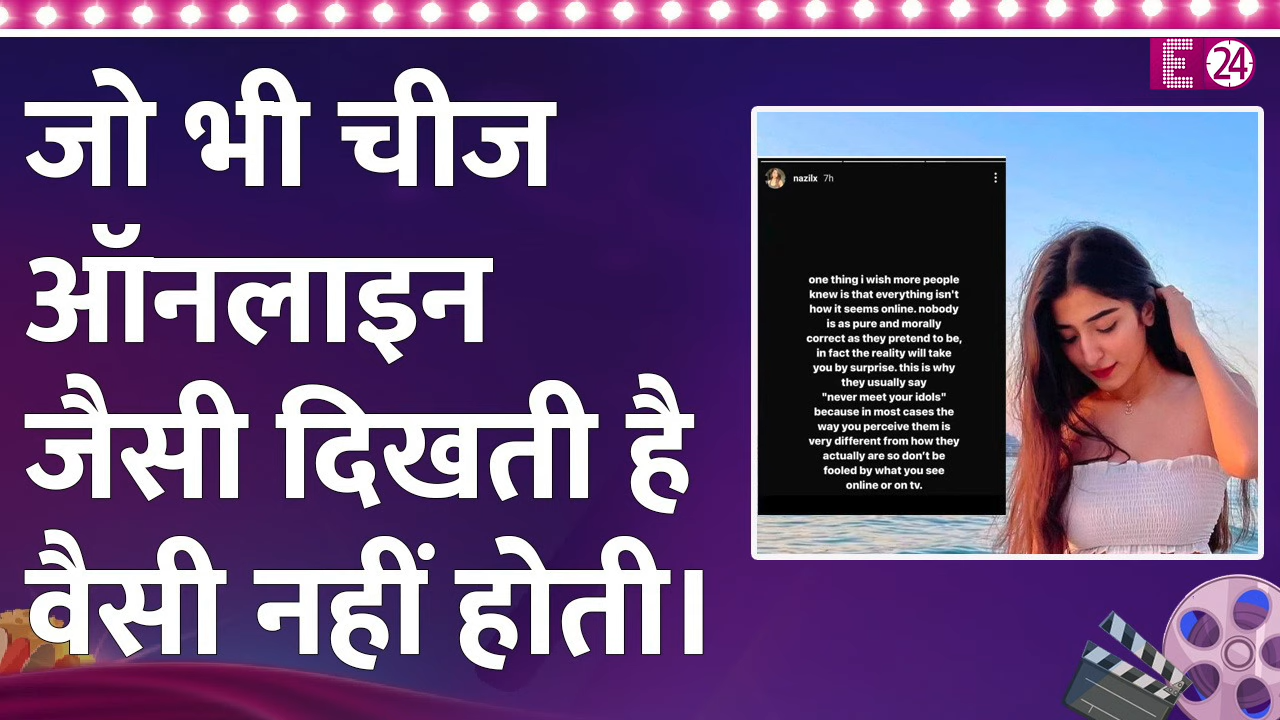 जो भी चीज
ऑनलाइन
जैसी दिखती है
वैसी नहीं होती।
E 24
nazilx 7h
one thing i wish more people
knew is that everything isn't
how it seems online. nobody
is as pure and morally
correct as they pretend to be,
in fact the reality will take
you by surprise. this is why
they usually say
"never meet your idols"
because in most cases the
way you perceive them is
very different from how they
actually are so don't be
fooled by what you see
online or on tv.